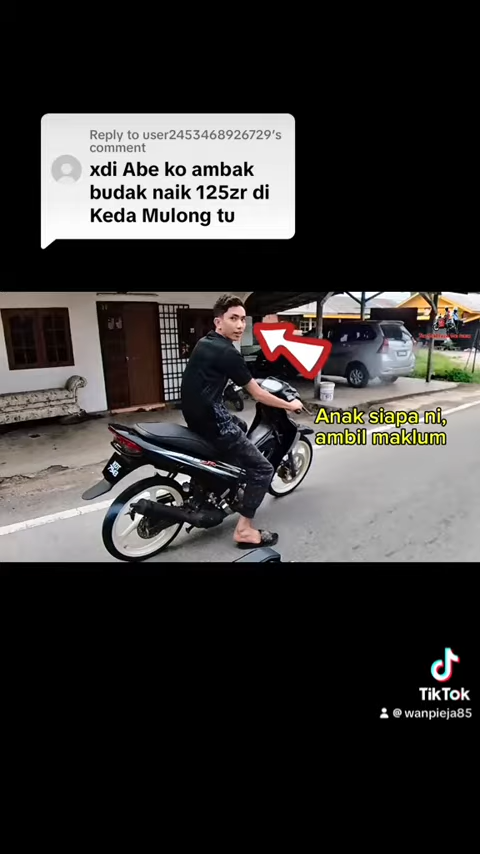 Reply to user2453468926729's
comment
xdi Abe ko ambak
budak naik 125zr di
Keda Mulong tu
Anak siapa ni,
ambil maklum
TikTok
@ wanpieja85